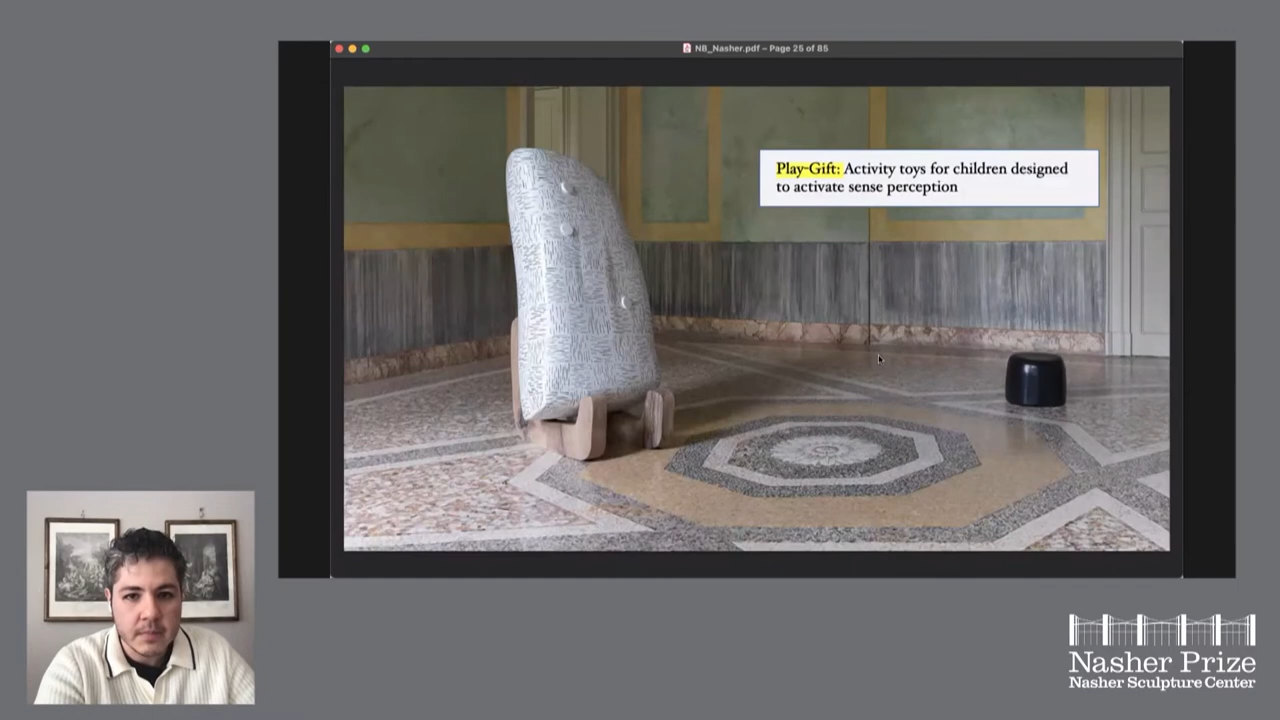 NB_Nasher.pdf – Page 25 of 85
Play-Gift: Activity toys for children designed
to activate sense perception
Nasher Prize
Nasher Sculpture Center